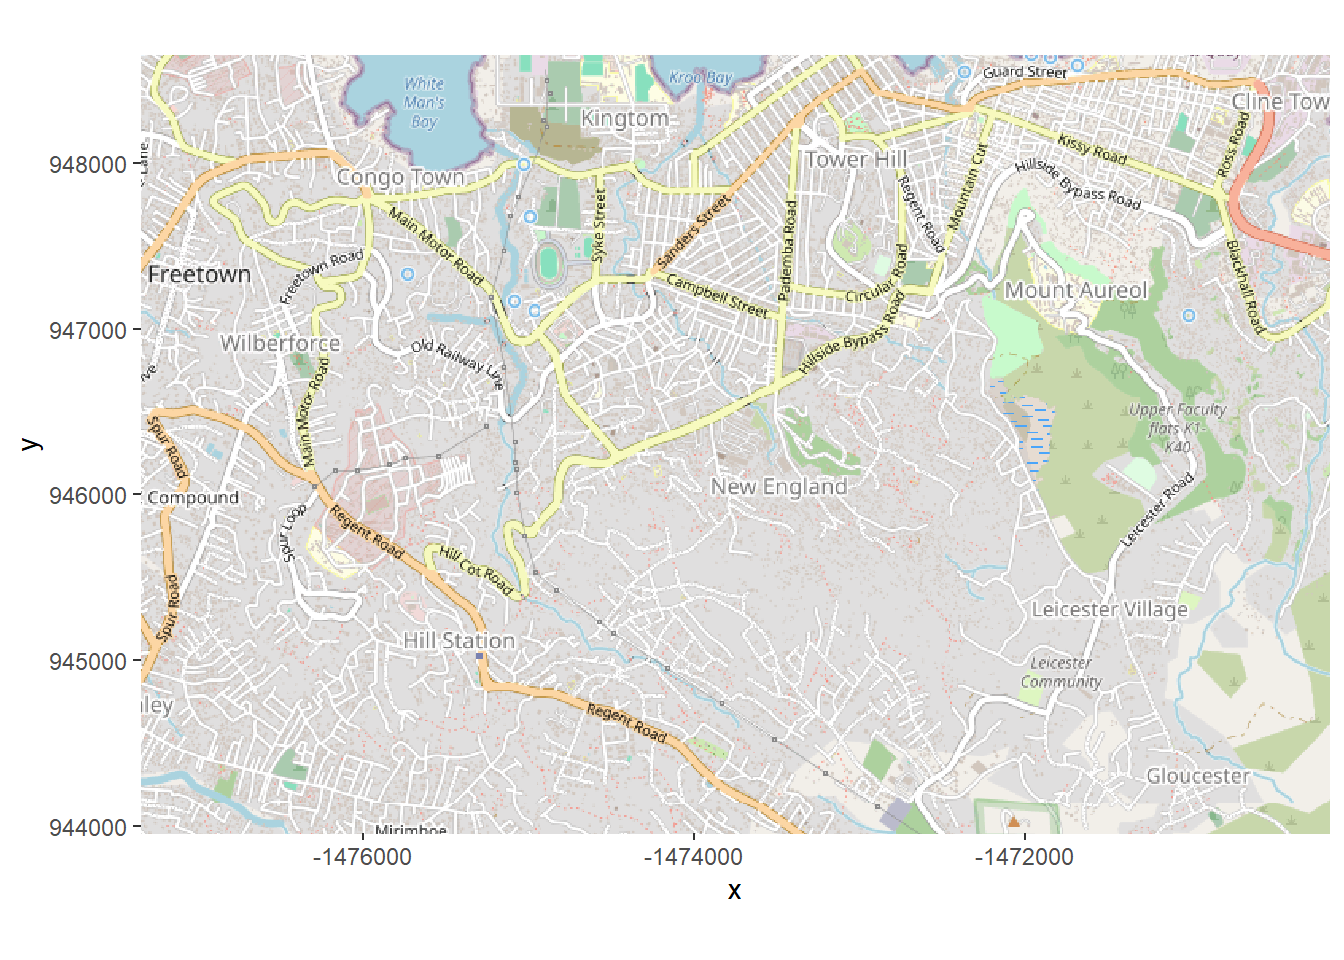 White
Man's
Bay
Kroo Bay
Guard Street
Cline Tow
Kingtom
Kissy Road
Ross Road
Tower Hill
Lane
948000
Congo Town
Hillside Bypass Road
Mountain Cut
Regent Road
Main Motor Road
Syke Street
Sanders Street
Pademba Road
Freetown Road
Freetown
Campbell Street
Circular Road
Mount Aureol
Blackhall Road
947000
Wilberforce
Old Railway Line
Hillside Bypass Road
Main Motor Road
Upper Faculty
flats K1-
K40
Spur Road
y
946000
Compound
New England
Leicester Road
Spur Loop
Regent Road
Hill Cot Road
Spur Road
Leicester Village
Hill Station
945000
Leicester
Community
ley
Regent Road
Gloucester
944000
Mirimboe
-1476000
-1474000
-1472000
x